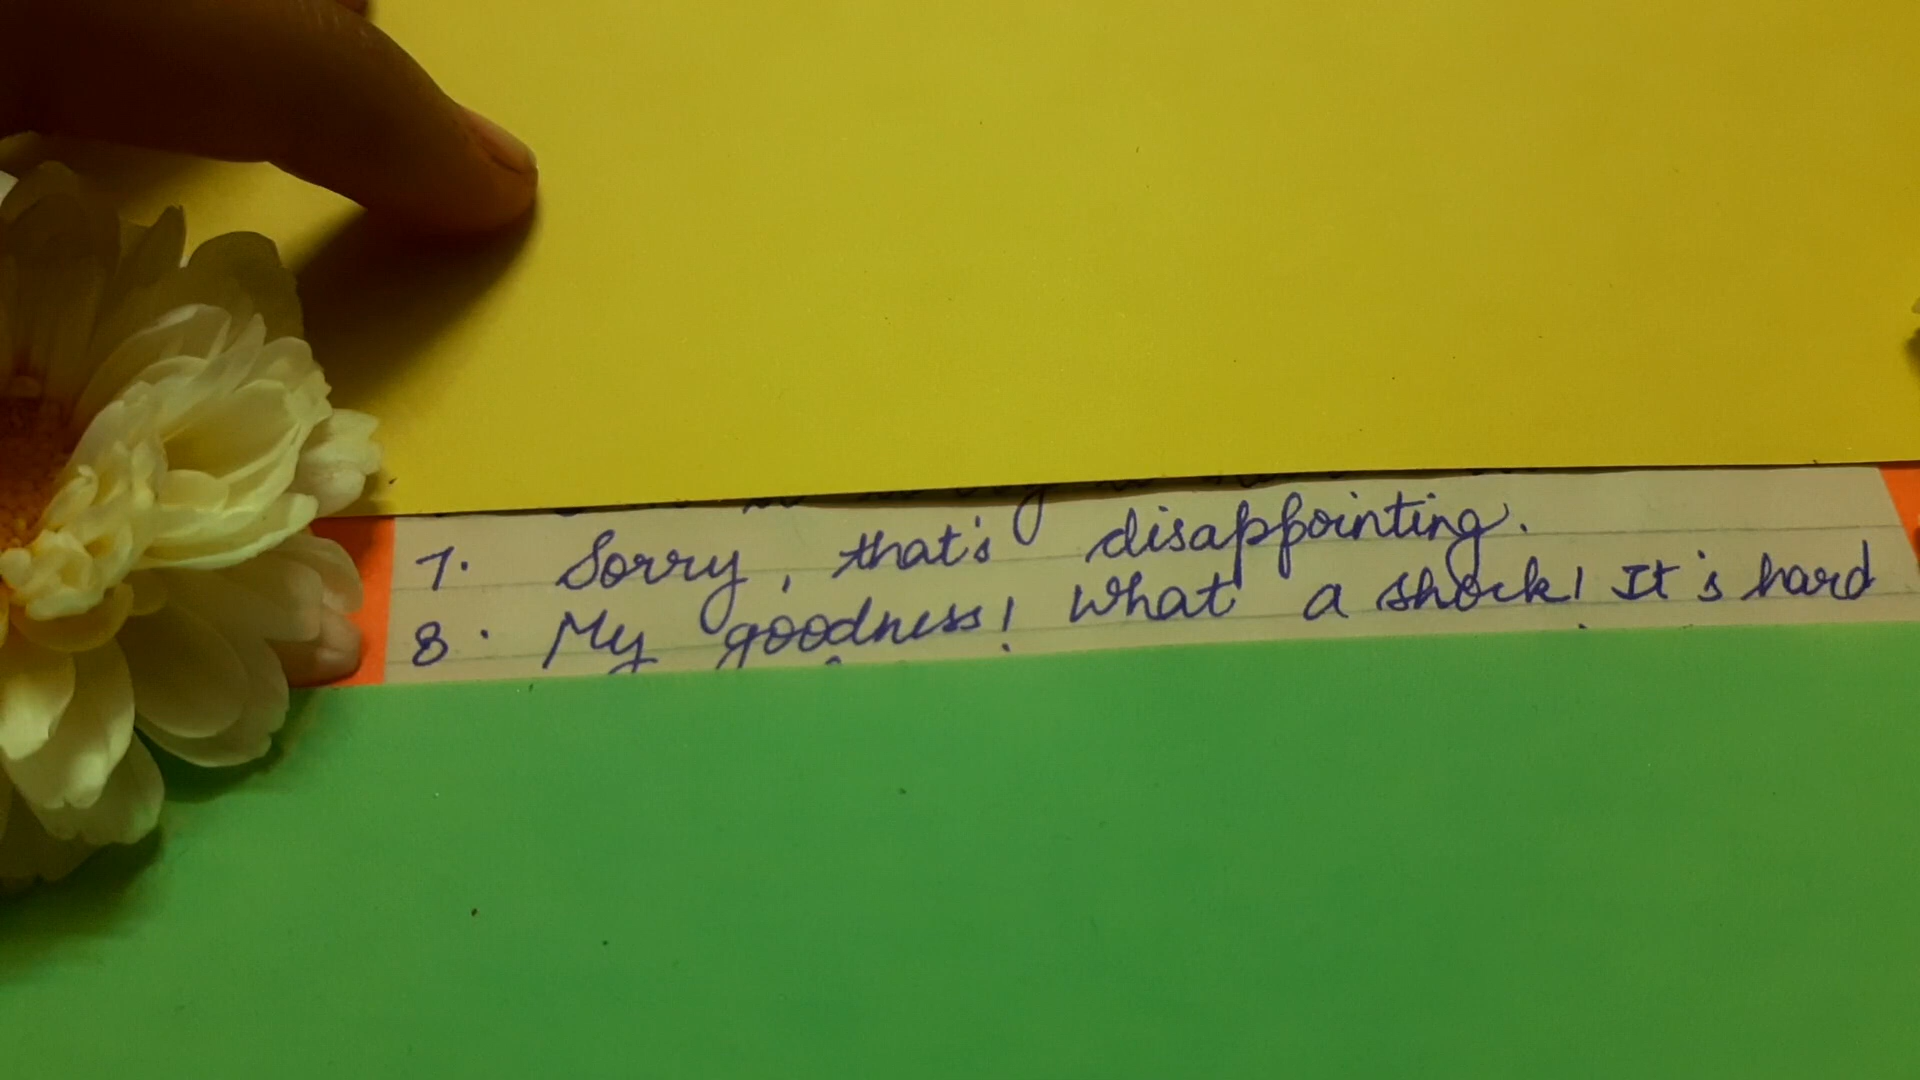 7. Sorry, that's disappointing.
8. My goodness! What a shock! It's hard